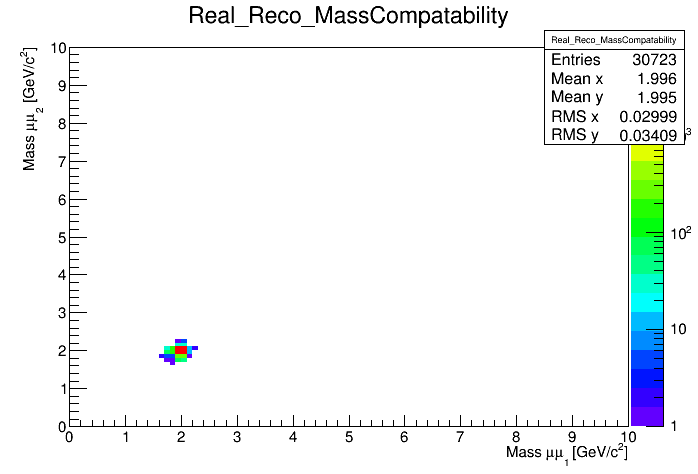 Real_Reco_MassCompatability
Real_Reco_MassCompatability
Entries 30723
Mean x 1.996
Mean y 1.995
RMS x 0.02999
RMS y 0.03409
Mass μμ₂ [GeV/c²]
10
9
8
7
6
5
4
3
2
1
0
0 1 2 3 4 5 6 7 8 9 10
Mass μμ₁ [GeV/c²]
³
10²
10
1